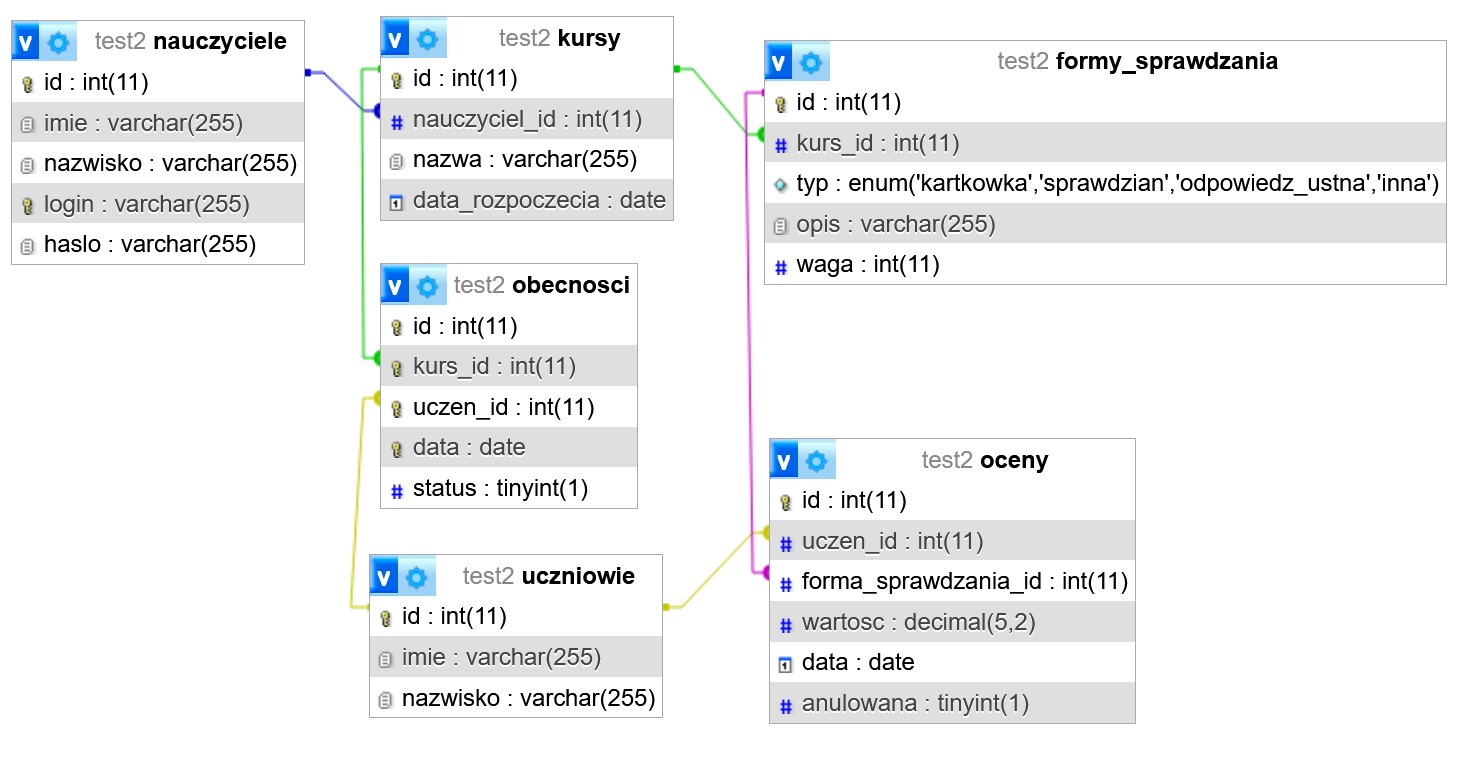 v test2 nauczyciele
id : int(11)
imie : varchar(255)
nazwisko : varchar(255)
login : varchar(255)
haslo : varchar(255)
v test2 kursy
id : int(11)
nauczyciel_id : int(11)
nazwa : varchar(255)
data_rozpoczecia : date
v test2 formy_sprawdzania
id : int(11)
kurs_id : int(11)
typ : enum('kartkowka','sprawdzian','odpowiedz_ustna','inna')
opis : varchar(255)
waga : int(11)
v test2 obecnosci
id : int(11)
kurs_id : int(11)
uczen_id : int(11)
data : date
status : tinyint(1)
v test2 uczniowie
id : int(11)
imie : varchar(255)
nazwisko : varchar(255)
v test2 oceny
id : int(11)
uczen_id : int(11)
forma_sprawdzania_id : int(11)
wartosc : decimal(5,2)
data : date
anulowana : tinyint(1)